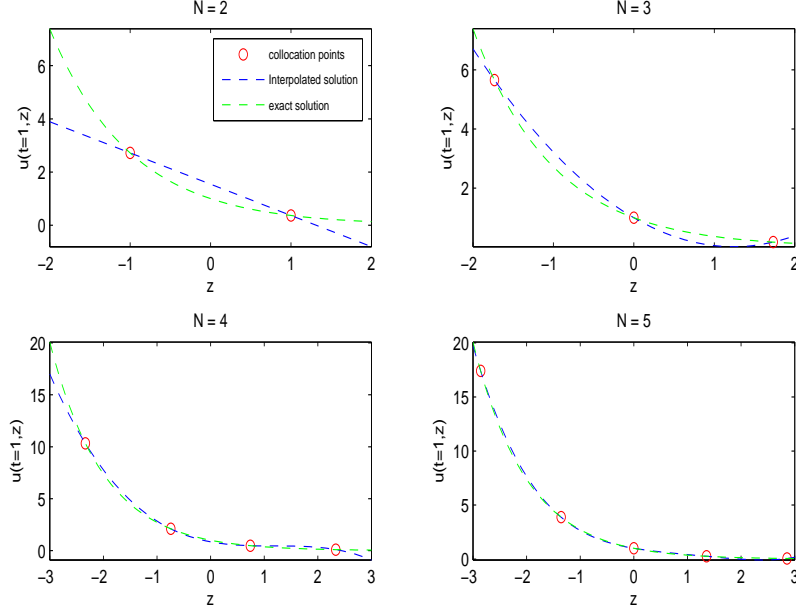 N = 2
6
4
2
0
−2
−1
0
1
2
u(t=1,z)
z
collocation points
Interpolated solution
exact solution
N = 3
6
4
2
−2
−1
0
1
2
u(t=1,z)
z
N = 4
20
15
10
5
0
−3
−2
−1
0
1
2
3
u(t=1,z)
z
N = 5
20
15
10
5
0
−3
−2
−1
0
1
2
3
u(t=1,z)
z